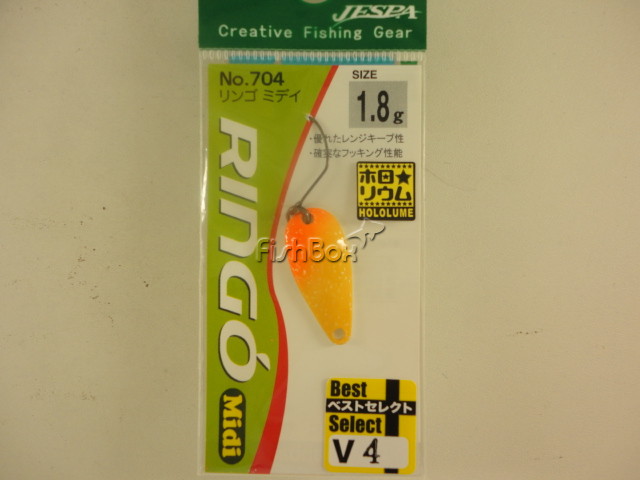 JESPA
Creative Fishing Gear
No.704
リンゴ ミディ
SIZE
1.8g
・優れたレンジキープ性
・確実なフッキング性能
RINGO
Midi
ホロ★
リウム
HOLOLUME
FishBox
Best
ベストセレクト
Select
V4